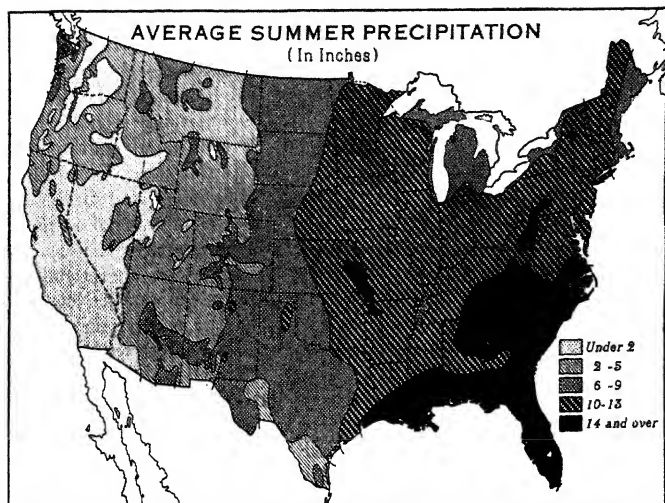 AVERAGE SUMMER PRECIPITATION
(In Inches)
Under 2
2-5
6-9
10-13
14 and over